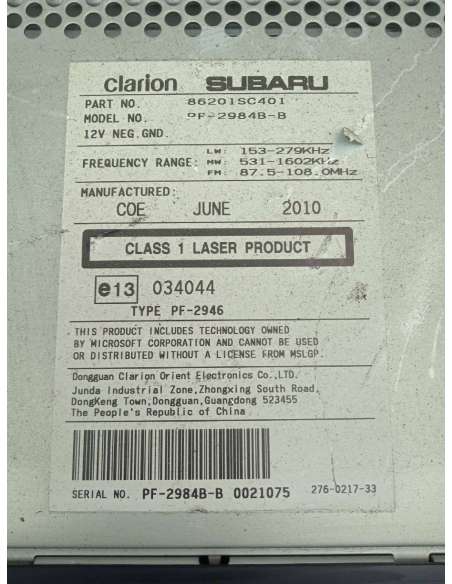 clarion SUBARU
PART NO. 86201SC401
MODEL NO. PF-2984B-B
12V NEG.GND.
FREQUENCY RANGE: LW: 153-279KHz
MW: 531-1602KHz
FM: 87.5-108.0MHz
MANUFACTURED:
COE JUNE 2010
CLASS 1 LASER PRODUCT
e13 034044
TYPE PF-2946
THIS PRODUCT INCLUDES TECHNOLOGY OWNED
BY MICROSOFT CORPORATION AND CANNOT BE USED
OR DISTRIBUTED WITHOUT A LICENSE FROM MSLGP.
Dongguan Clarion Orient Electronics Co.,LTD.
Junda Industrial Zone,Zhongxing South Road,
DongKeng Town,Dongguan,Guangdong 523455
The People's Republic of China
SERIAL NO. PF-2984B-B 0021075 276-0217-33